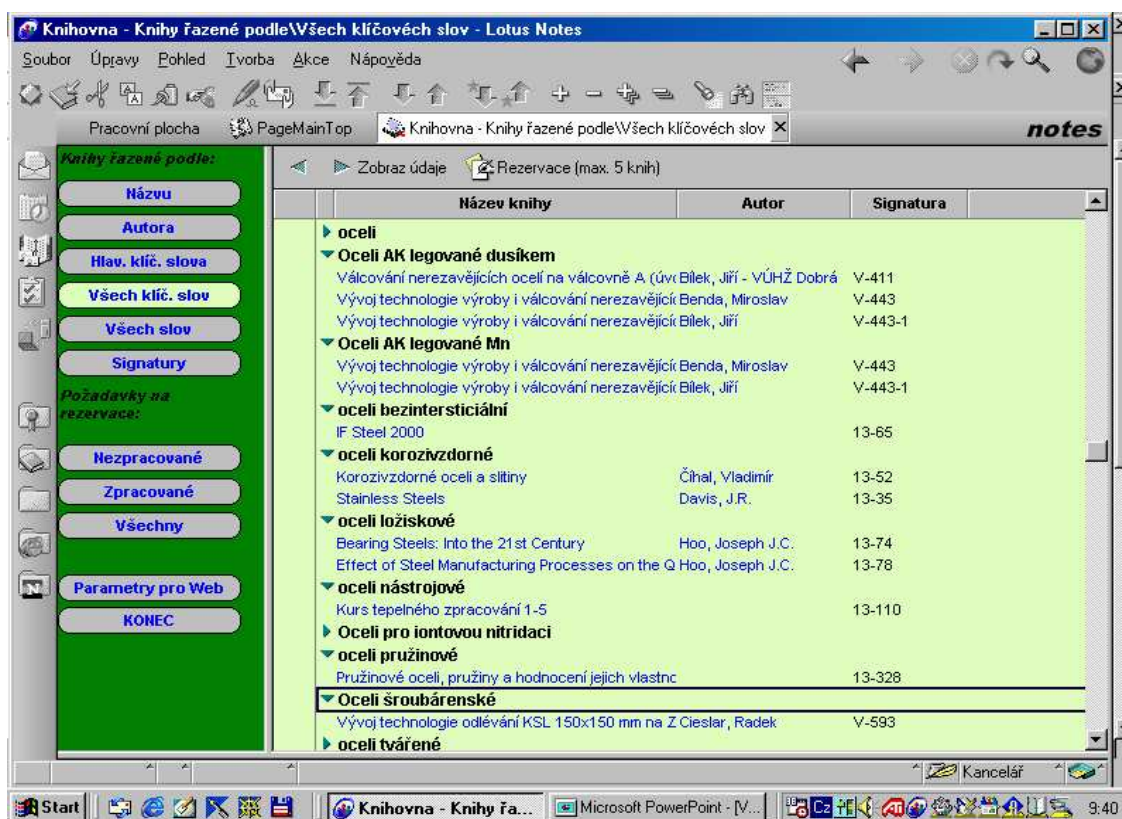 Knihovna - Knihy řazené podle\Všech klíčovéch slov - Lotus Notes
Soubor Úpravy Pohled Tvorba Akce Nápověda
Pracovní plocha PageMainTop Knihovna - Knihy řazené podle\Všech klíčovéch slov notes
Knihy řazené podle:
Názvu
Autora
Hlav. klíč. slova
Všech klíč. slov
Všech slov
Signatury
Požadavky na
rezervace:
Nezpracované
Zpracované
Všechny
Parametry pro Web
KONEC
Zobraz údaje Rezervace (max. 5 knih)
Název knihy Autor Signatura
oceli
Oceli AK legované dusíkem
Válcování nerezavějících ocelí na válcovně A (úvo Bílek, Jiří - VÚHŽ Dobrá V-411
Vývoj technologie výroby i válcování nerezavějící Benda, Miroslav V-443
Vývoj technologie výroby i válcování nerezavějící Bílek, Jiří V-443-1
Oceli AK legované Mn
Vývoj technologie výroby i válcování nerezavějící Benda, Miroslav V-443
Vývoj technologie výroby i válcování nerezavějící Bílek, Jiří V-443-1
oceli bezintersticiální
IF Steel 2000 13-65
oceli korozivzdorné
Korozivzdorné oceli a slitiny Číhal, Vladimír 13-52
Stainless Steels Davis, J.R. 13-35
oceli ložiskové
Bearing Steels: Into the 21st Century Hoo, Joseph J.C. 13-74
Effect of Steel Manufacturing Processes on the Q Hoo, Joseph J.C. 13-78
oceli nástrojové
Kurs tepelného zpracování 1-5 13-110
Oceli pro iontovou nitridaci
oceli pružinové
Pružinové oceli, pružiny a hodnocení jejich vlastno 13-328
Oceli šroubárenské
Vývoj technologie odlévání KSL 150x150 mm na Z Cieslar, Radek V-593
oceli tvářené
Kancelář
Start Knihovna - Knihy řa... Microsoft PowerPoint - [V... Cz 9:40